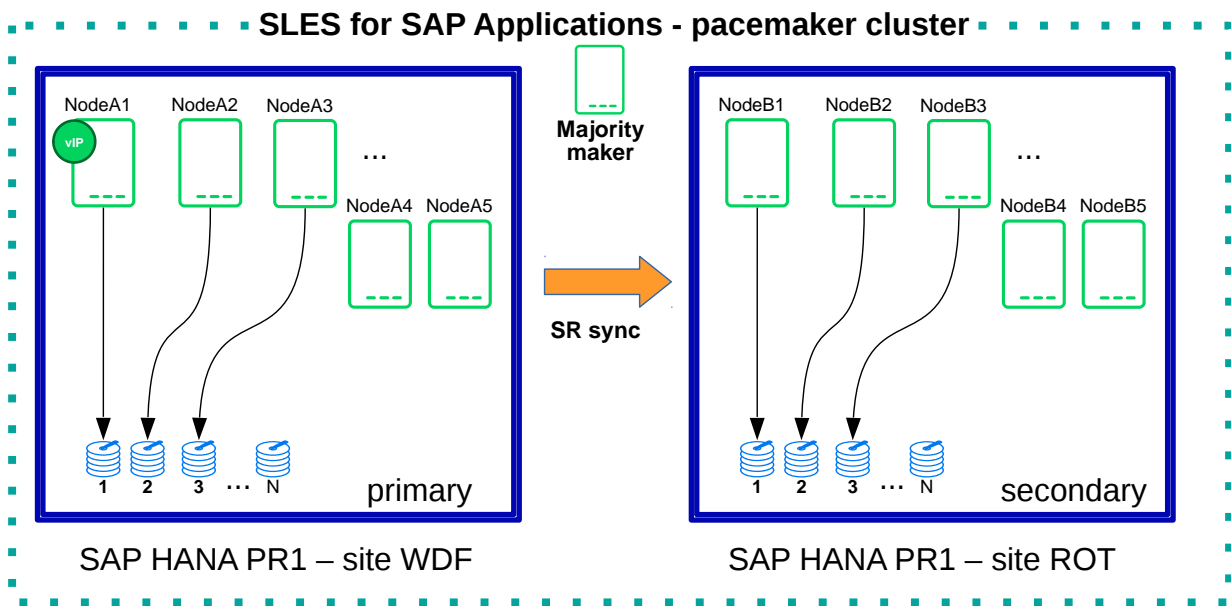 SLES for SAP Applications - pacemaker cluster
NodeA1
NodeA2
NodeA3
vIP
...
NodeA4
NodeA5
1
2
3
...
N
primary
SAP HANA PR1 – site WDF
Majority
maker
SR sync
NodeB1
NodeB2
NodeB3
...
NodeB4
NodeB5
1
2
3
...
N
secondary
SAP HANA PR1 – site ROT